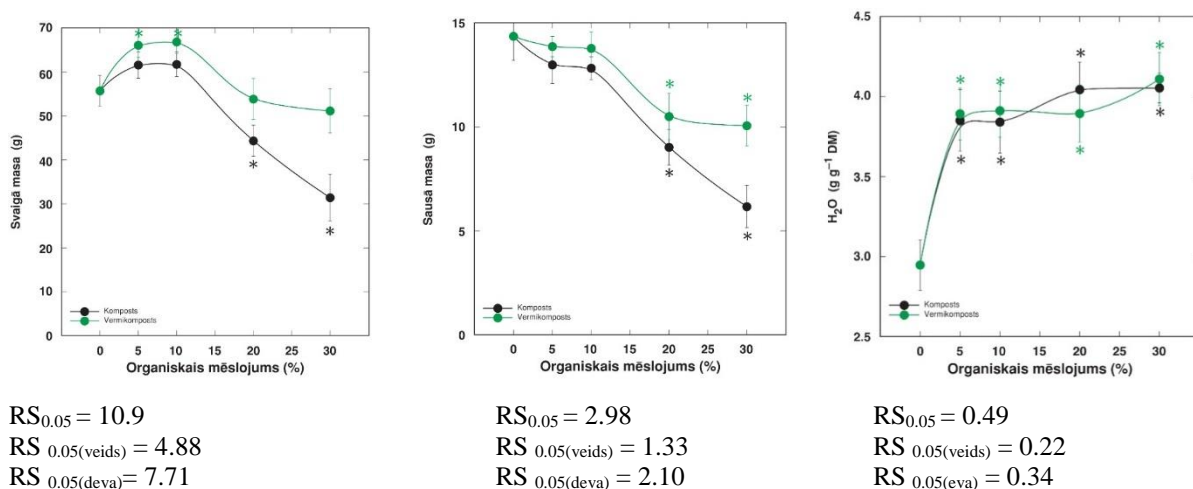 Svaigā masa (g)
70
60
50
40
30
20
10
0
Komposts
Vermikomposts
0 5 10 15 20 25 30
Organiskais mēslojums (%)
RS0.05 = 10.9
RS 0.05(veids) = 4.88
RS 0.05(deva)= 7.71
Sausā masa (g)
15
10
5
0
Komposts
Vermikomposts
0 5 10 15 20 25 30
Organiskais mēslojums (%)
RS0.05 = 2.98
RS 0.05(veids) = 1.33
RS 0.05(deva) = 2.10
H2O (g g-1 DM)
4.5
4.0
3.5
3.0
2.5
Komposts
Vermikomposts
0 5 10 15 20 25 30
Organiskais mēslojums (%)
RS0.05 = 0.49
RS 0.05(veids) = 0.22
RS 0.05(eva) = 0.34